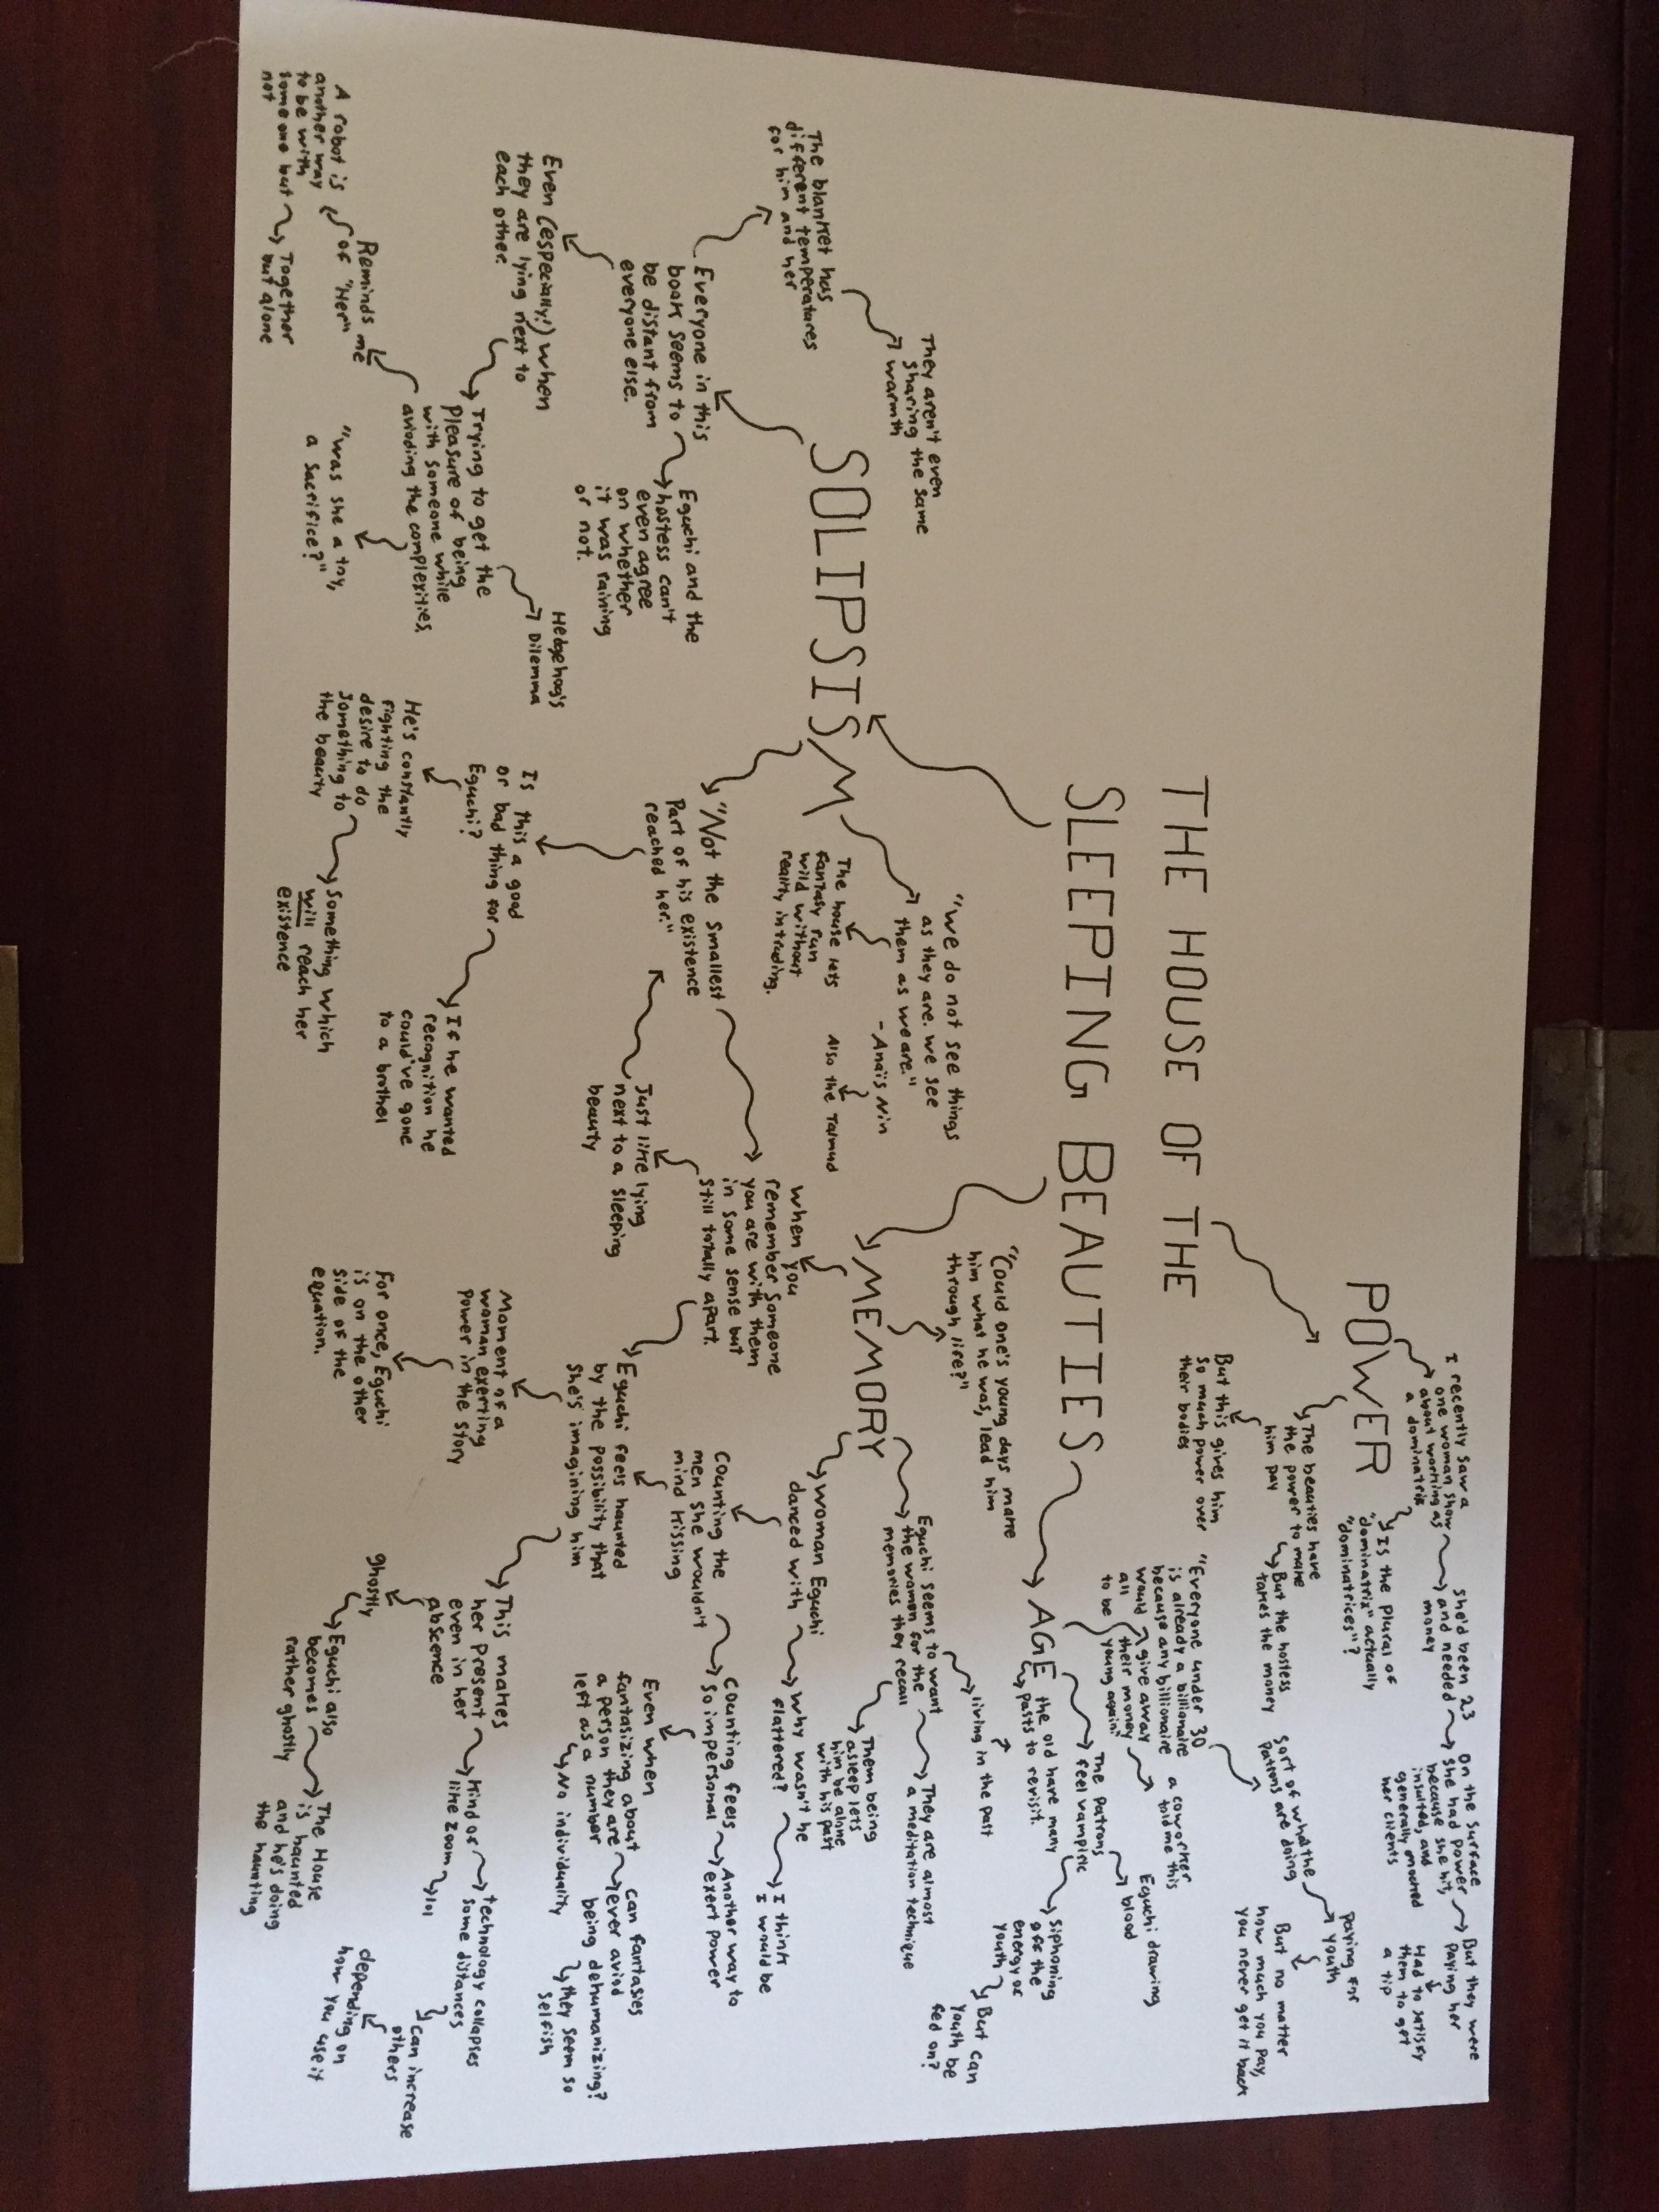 THE HOUSE OF THE
SLEEPING BEAUTIES
POWER
I recently saw a
one woman show
about working as
a dominatrix
She'd been 23
and needed
money
On the surface
she had power
because she hit,
insulted, and
generally mocked
her clients
But they were
Paying her
Had to satisfy
them to get
a tip
Is the plural of
"dominatrix" actually
"dominatrices"?
The beauties have
the power to make
him pay
But the hostess
takes the money
But this gives him
so much power over
their bodies
AGE
"Everyone under 30
is already a billionaire
because any billionaire
would give away
all their money
to be young again."
a coworker
told me this
Sort of what the
Patrons are doing
Paying for
youth
But no matter
how much you pay,
you never get it back
The Patrons
feel vampiric
Eguchi drawing
blood
Siphoning
off the
energy of
youth
But can
youth be
fed on?
the old have many
pasts to revisit.
MEMORY
"Could one's young days make
him what he was, lead him
through life?"
Eguchi seems to want
the women for the
memories they recall
living in the past
They are almost
a meditation technique
Them being
asleep lets
him be alone
with his past
woman Eguchi
danced with
why wasn't he
flattered?
I think
I would be
Counting the
men she wouldn't
mind kissing
Counting feels
so impersonal
Another way to
exert power
Even when
fantasizing about
a person they are
left as a number
can fantasies
ever aviod
being dehumanizing?
they seem so
selfish
No individuality
when you
remember someone
you are with them
in some sense but
still totally apart.
Just like lying
next to a sleeping
beauty
Eguchi feels haunted
by the possibility that
she's imagining him
Moment of a
woman exerting
power in the story
For once, Eguchi
is on the other
side of the
equation.
This makes
her present
even in her
abscence
Kind of
like zoom
lol
technology collapses
some distances
can increase
others
depending on
how you use it
ghostly
Eguchi also
becomes
rather ghostly
The House
is haunted
and he's doing
the haunting
SOLIPSISM
"we do not see things
as they are. we see
them as we are."
-Anaïs Nin
Also the Talmud
The house lets
fantasy run
wild without
reality intruding.
"Not the smallest
Part of his existence
reached her."
Is this a good
or bad thing for
Eguchi?
If he wanted
recognition he
could've gone
to a brothel
He's constantly
fighting the
desire to do
something to
the beauty
Something which
will reach her
existence
Everyone in this
book seems to
be distant from
everyone else.
The blanket has
different temperatures
for him and her
They aren't even
sharing the same
warmth
Eguchi and the
hostess can't
even agree
on whether
it was raining
or not.
Even (especially!) when
they are lying next to
each other.
Trying to get the
Pleasure of being
with someone while
avioding the complexities.
Hedgehog's
Dilemma
"was she a toy,
a sacrifice?"
Reminds me
of "Her"
A robot is
another way
to be with
someone but
not
Together
but alone